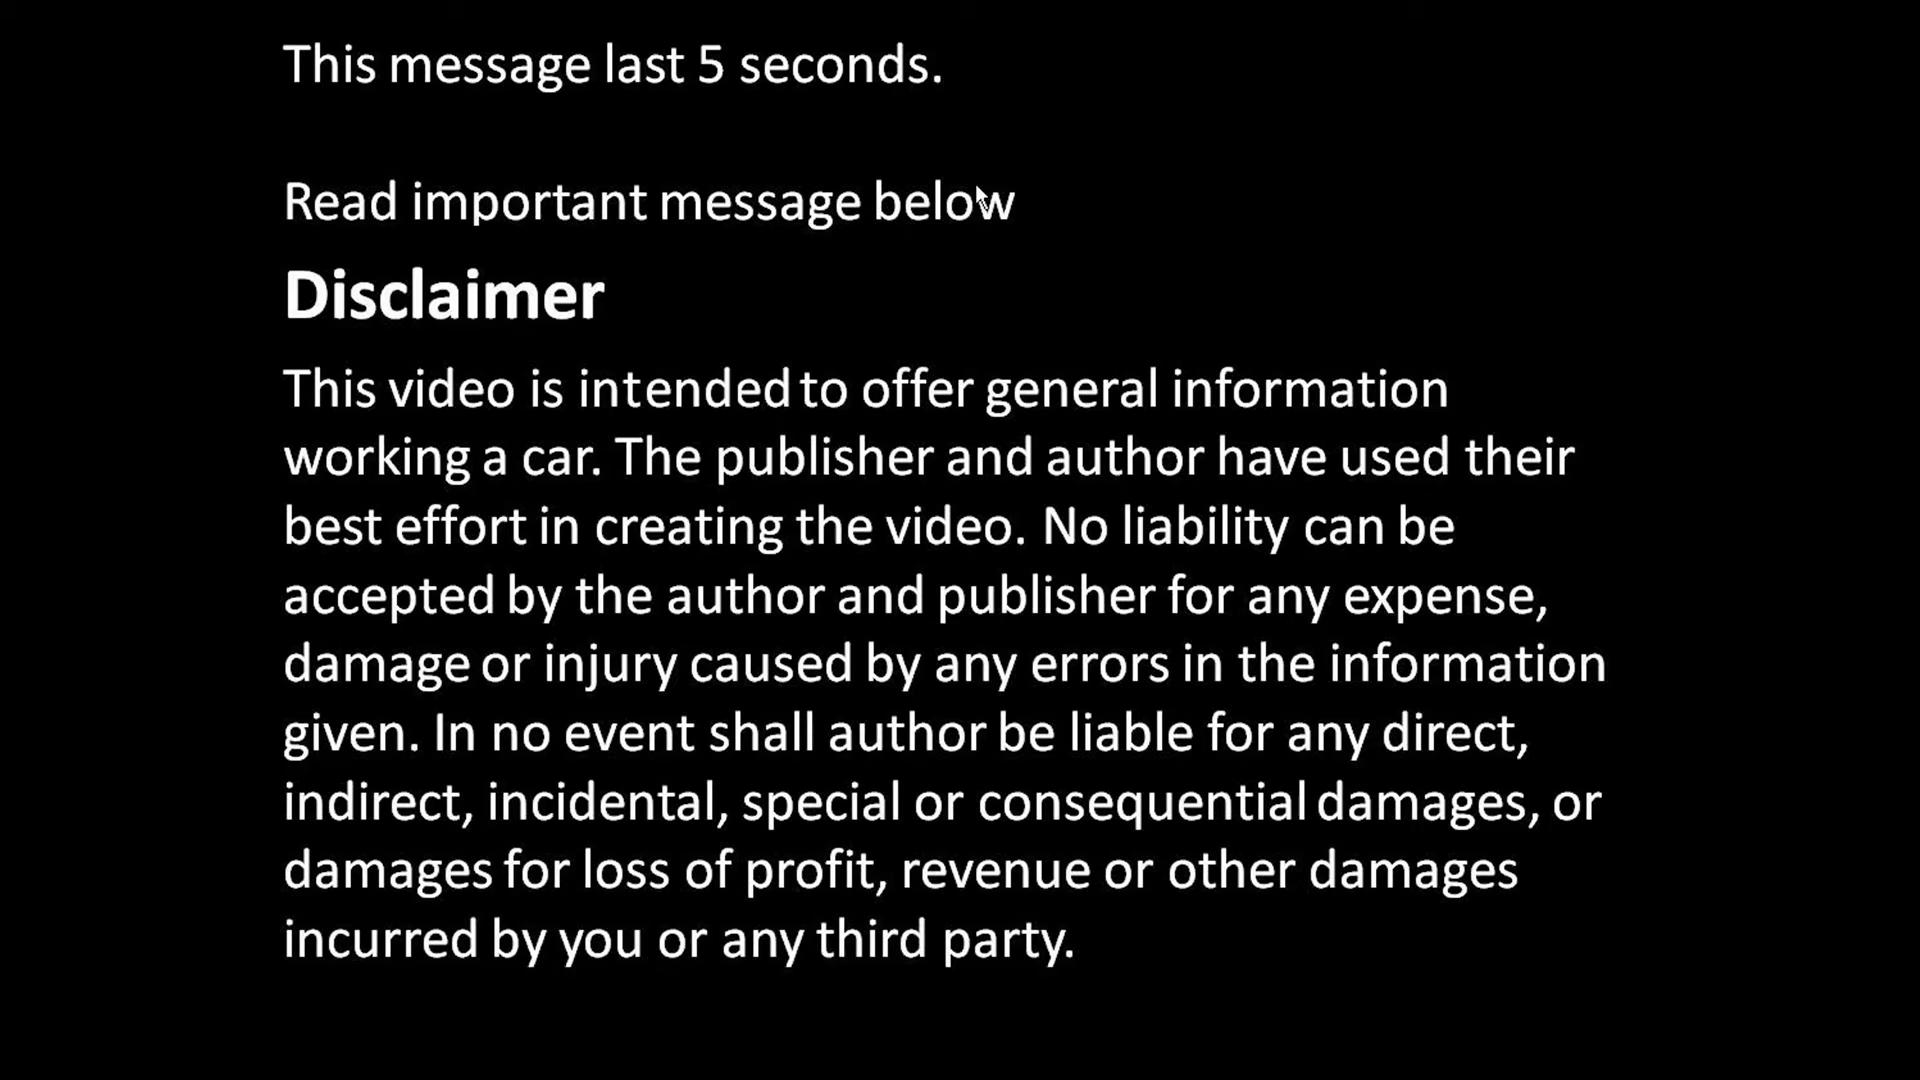 This message last 5 seconds.
Read important message below
Disclaimer
This video is intended to offer general information
working a car. The publisher and author have used their
best effort in creating the video. No liability can be
accepted by the author and publisher for any expense,
damage or injury caused by any errors in the information
given. In no event shall author be liable for any direct,
indirect, incidental, special or consequential damages, or
damages for loss of profit, revenue or other damages
incurred by you or any third party.